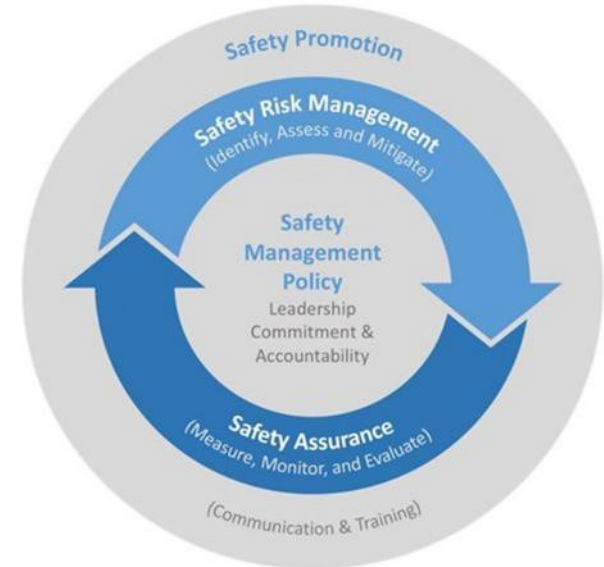 Safety Promotion
Safety Risk Management
(Identify, Assess and Mitigate)
Safety
Management
Policy
Leadership
Commitment &
Accountability
Safety Assurance
(Measure, Monitor, and Evaluate)
(Communication & Training)